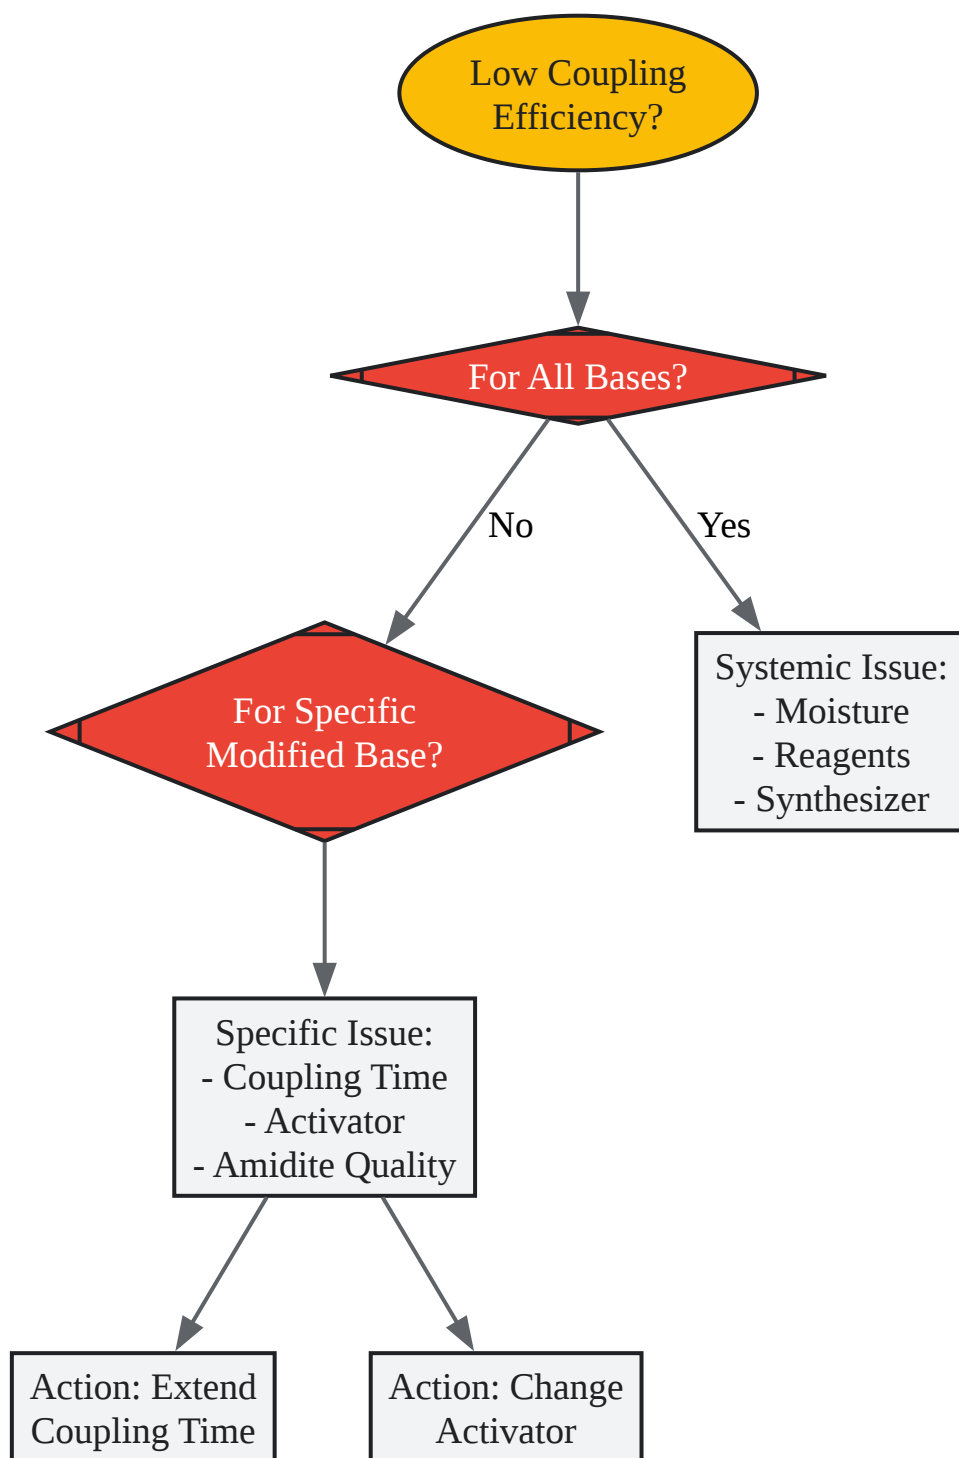 Low Coupling
Efficiency?
For All Bases?
No
Yes
For Specific
Modified Base?
Systemic Issue:
- Moisture
- Reagents
- Synthesizer
Specific Issue:
- Coupling Time
- Activator
- Amidite Quality
Action: Extend
Coupling Time
Action: Change
Activator